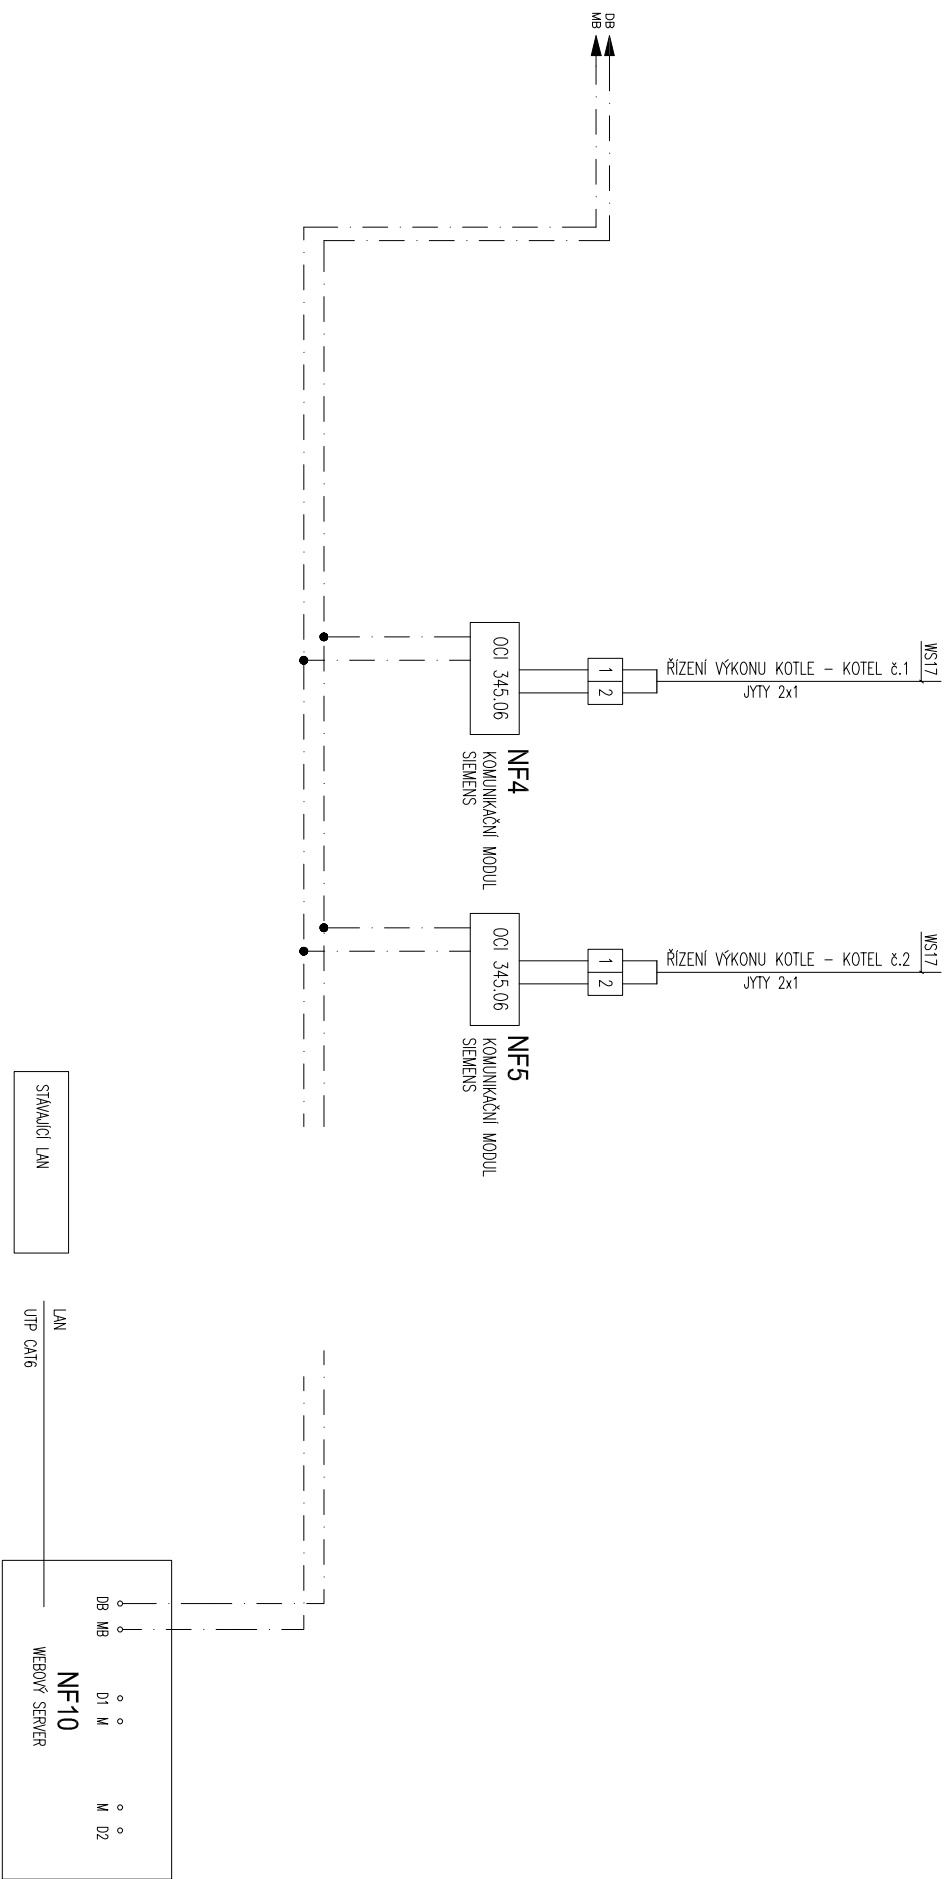 DB
MB
WS17
ŘÍZENÍ VÝKONU KOTLE – KOTEL č.1
JYTY 2x1
1
2
OCI 345.06
NF4
KOMUNIKAČNÍ MODUL
SIEMENS
WS17
ŘÍZENÍ VÝKONU KOTLE – KOTEL č.2
JYTY 2x1
1
2
OCI 345.06
NF5
KOMUNIKAČNÍ MODUL
SIEMENS
STÁVAJÍCÍ LAN
LAN
UTP CAT6
DB
MB
D1
M
M
D2
NF10
WEBOVÝ SERVER